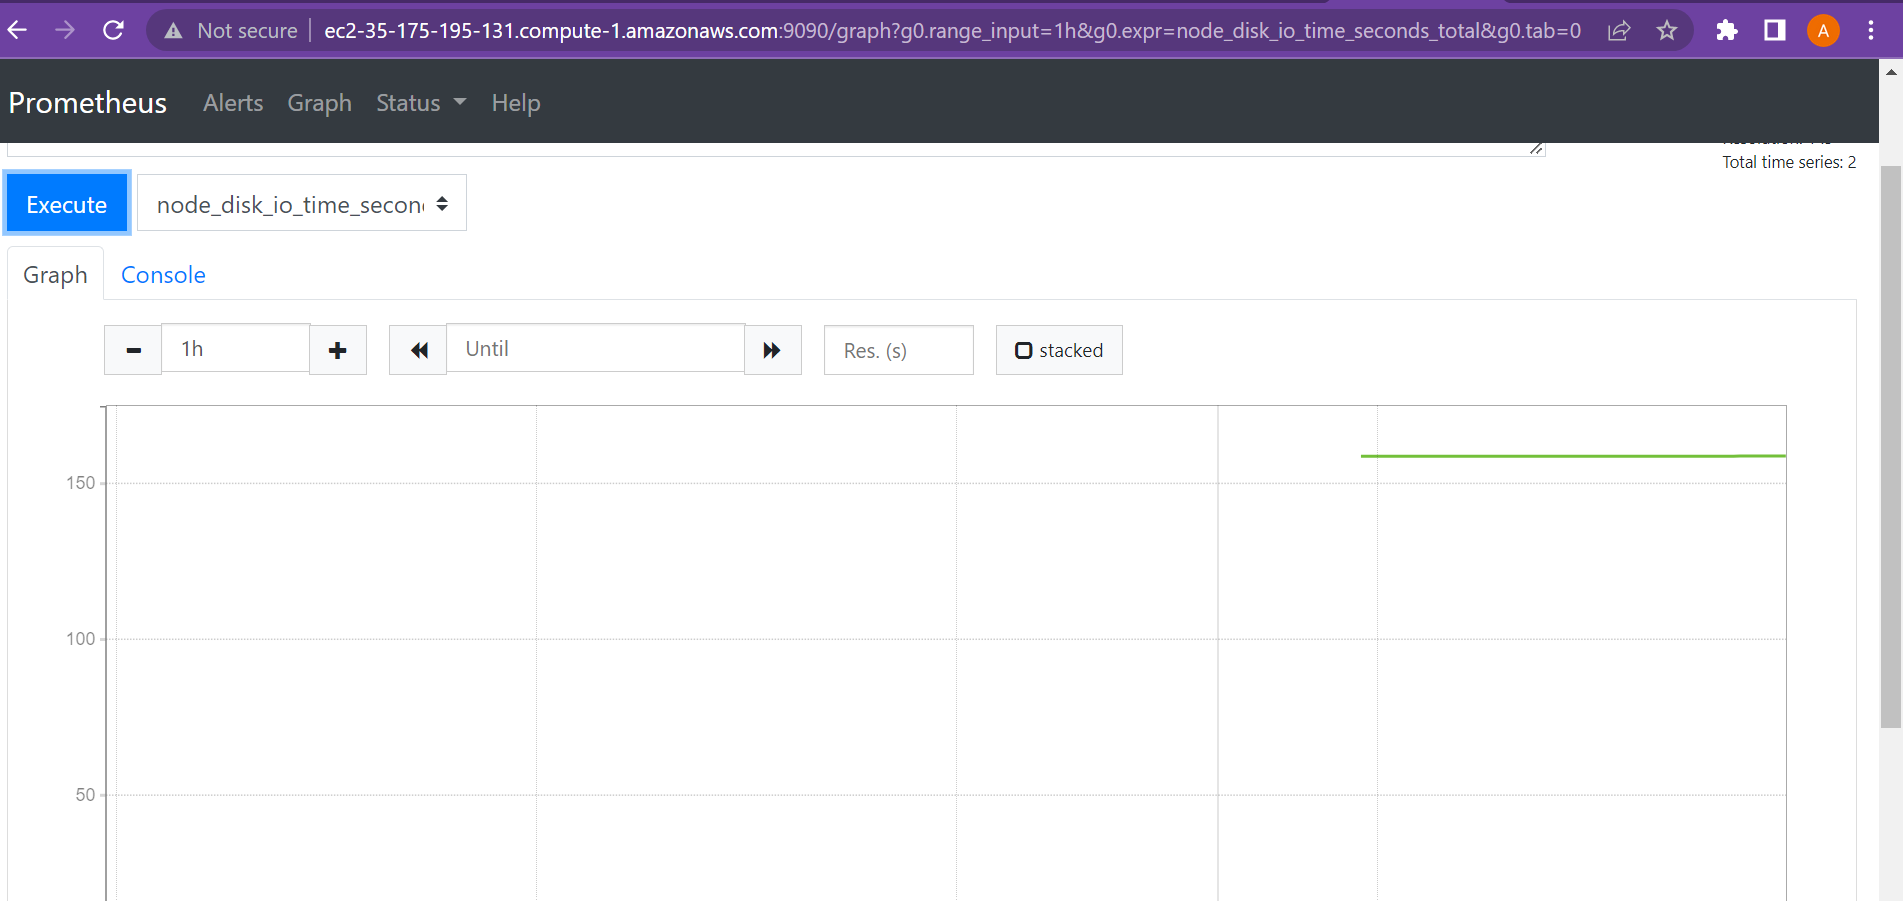 Not secure ec2-35-175-195-131.compute-1.amazonaws.com:9090/graph?g0.range_input=1h&g0.expr=node_disk_io_time_seconds_total&g0.tab=0 A
Prometheus Alerts Graph Status Help
Total time series: 2
Execute node_disk_io_time_secon
Graph Console
1h Until Res. (s) stacked
150
100
50